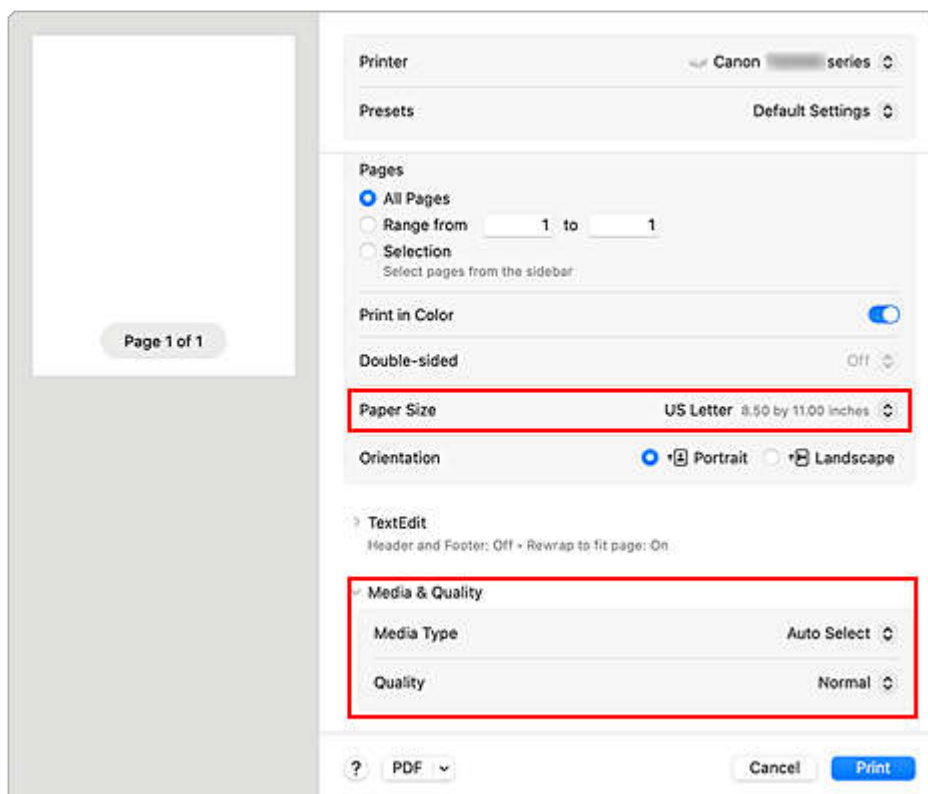 Printer Canon series
Presets Default Settings
Pages
All Pages
Range from 1 to 1
Selection
Select pages from the sidebar
Print in Color
Page 1 of 1
Double-sided Off
Paper Size US Letter 8.50 by 11.00 inches
Orientation Portrait Landscape
TextEdit
Header and Footer: Off • Rewrap to fit page: On
Media & Quality
Media Type Auto Select
Quality Normal
? PDF Cancel Print